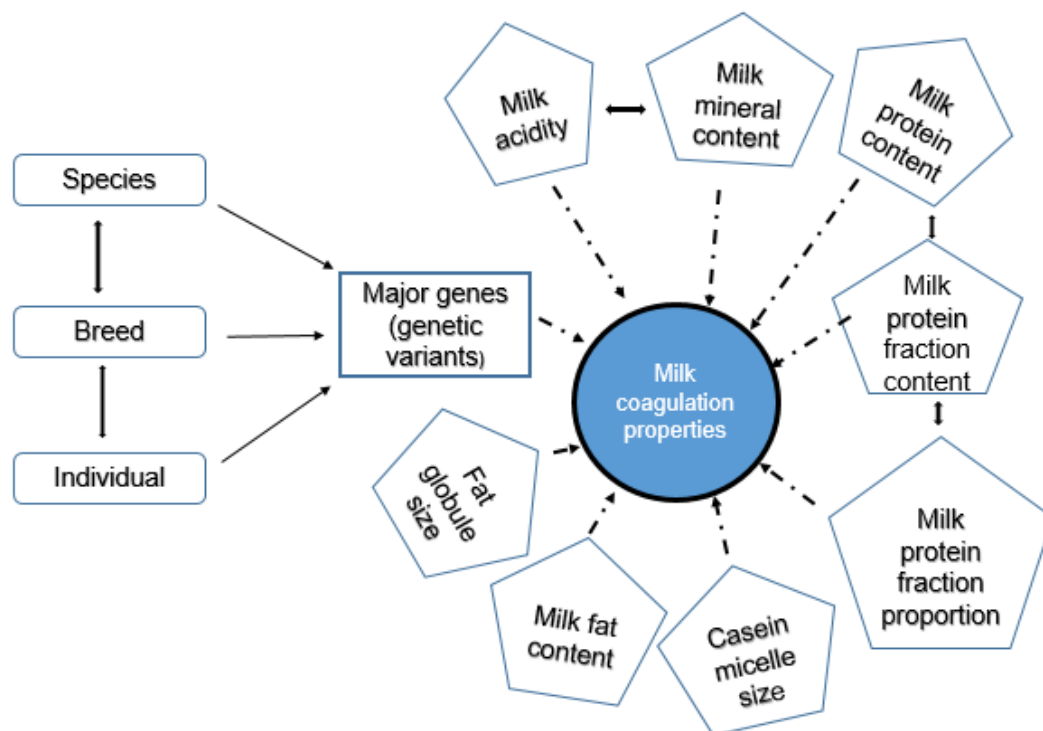 Species
Breed
Individual
Major genes
(genetic
variants)
Milk
acidity
Milk
mineral
content
Milk
protein
content
Milk
protein
fraction
content
Milk
protein
fraction
proportion
Casein
micelle
size
Milk fat
content
Fat
globule
size
Milk
coagulation
properties